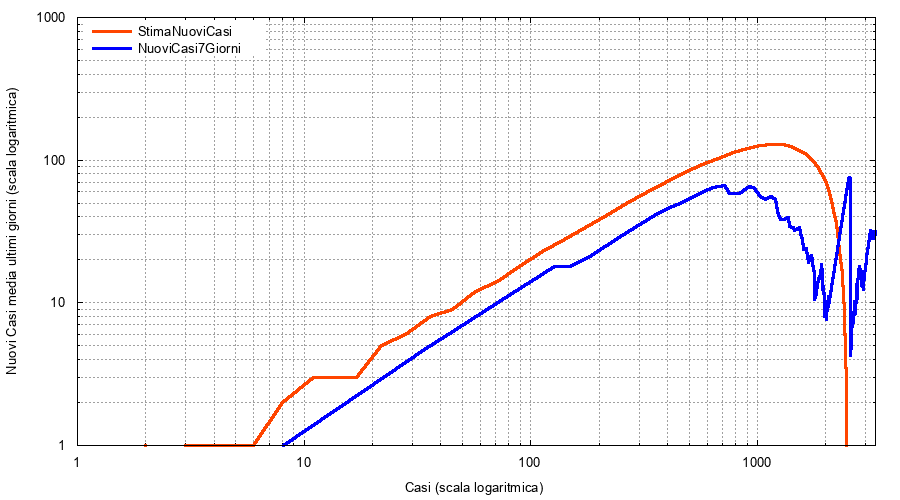 1000
100
10
1
1
10
100
1000
StimaNuoviCasi
NuoviCasi7Giorni
Nuovi Casi media ultimi giorni (scala logaritmica)
Casi (scala logaritmica)